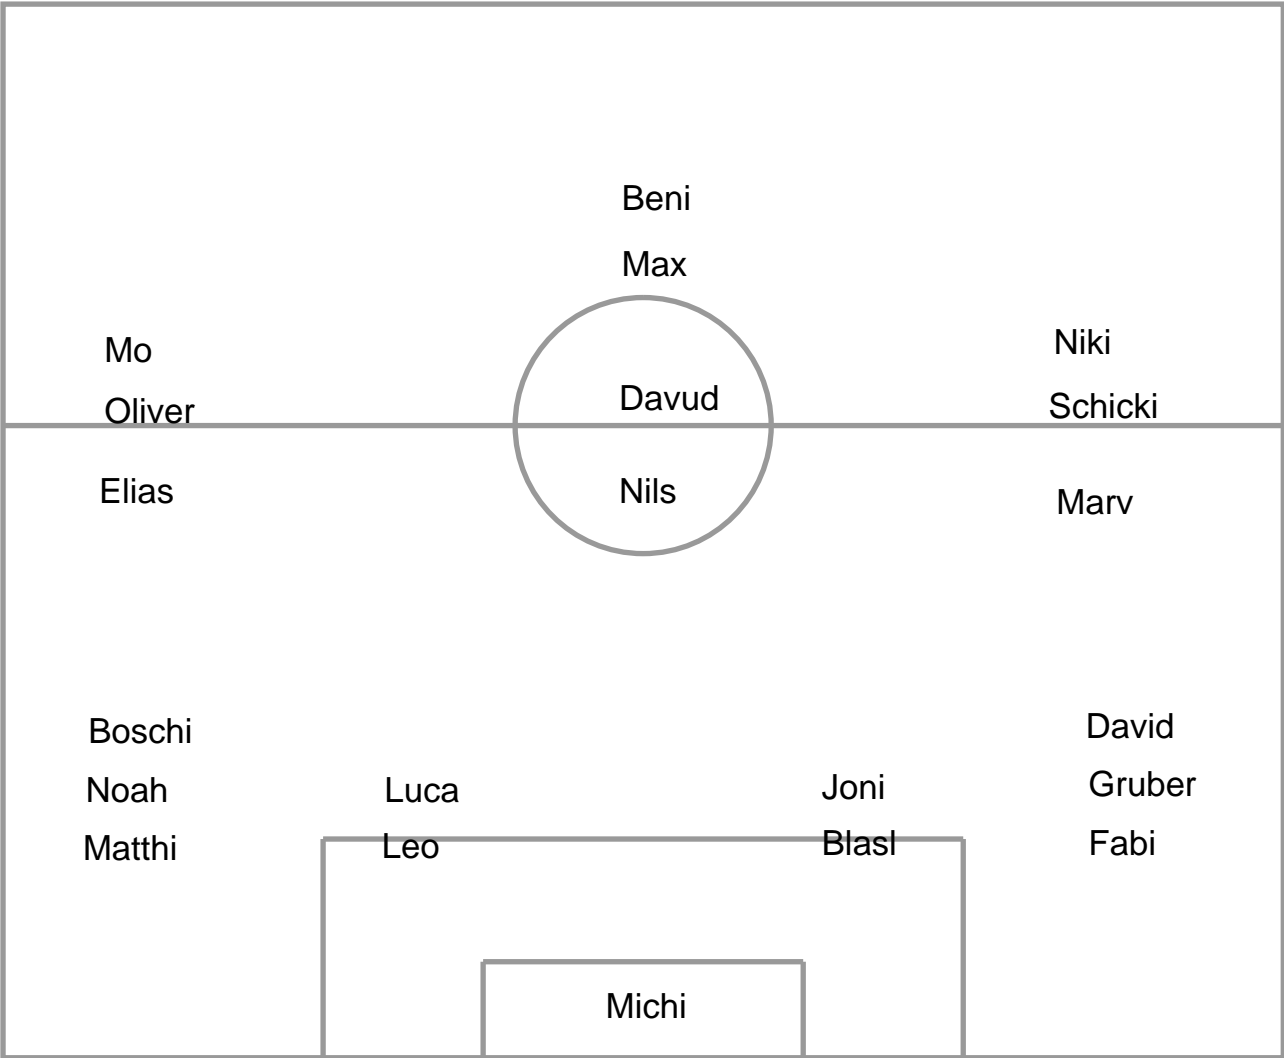 Beni
Max
Mo
Niki
Oliver
Davud
Schicki
Elias
Nils
Marv
Boschi
David
Noah
Luca
Joni
Gruber
Matthi
Leo
Blasl
Fabi
Michi